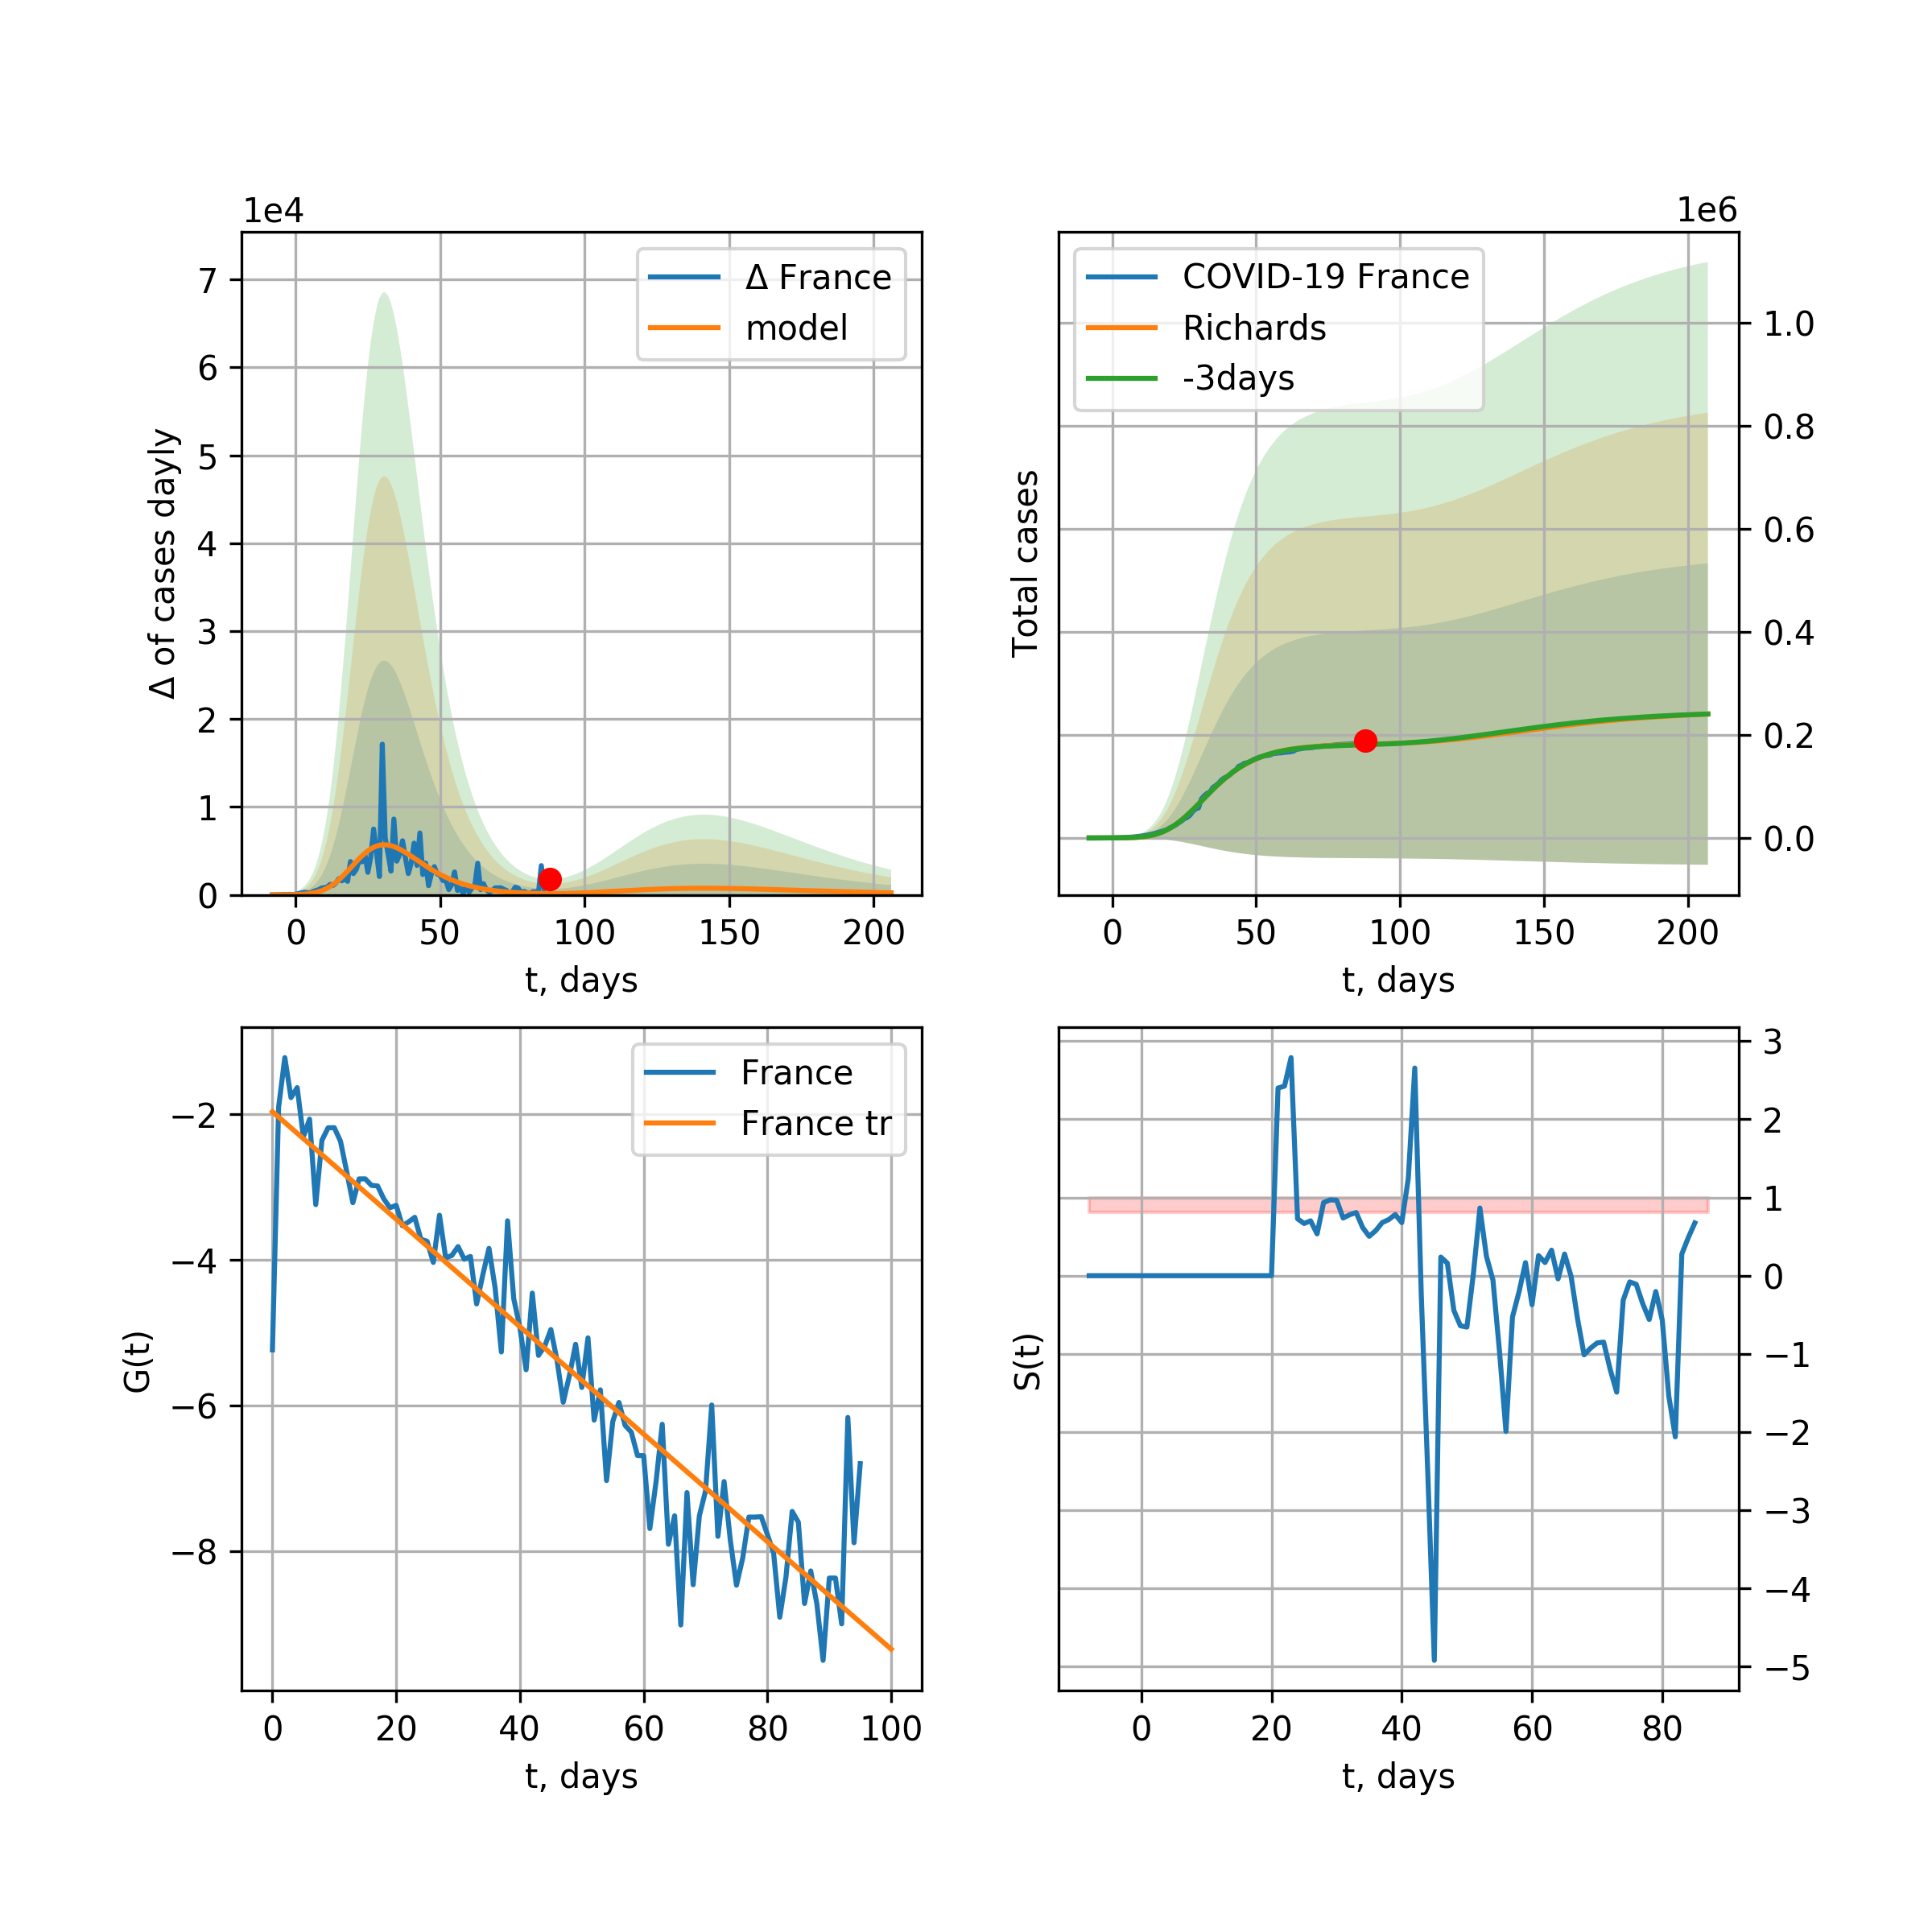 1e4
Δ of cases dayly
7
6
5
4
3
2
1
0
Δ France
model
0 50 100 150 200
t, days
1e6
Total cases
COVID-19 France
Richards
-3days
1.0
0.8
0.6
0.4
0.2
0.0
0 50 100 150 200
t, days
G(t)
−2
−4
−6
−8
France
France tr
0 20 40 60 80 100
t, days
S(t)
3
2
1
0
−1
−2
−3
−4
−5
0 20 40 60 80
t, days